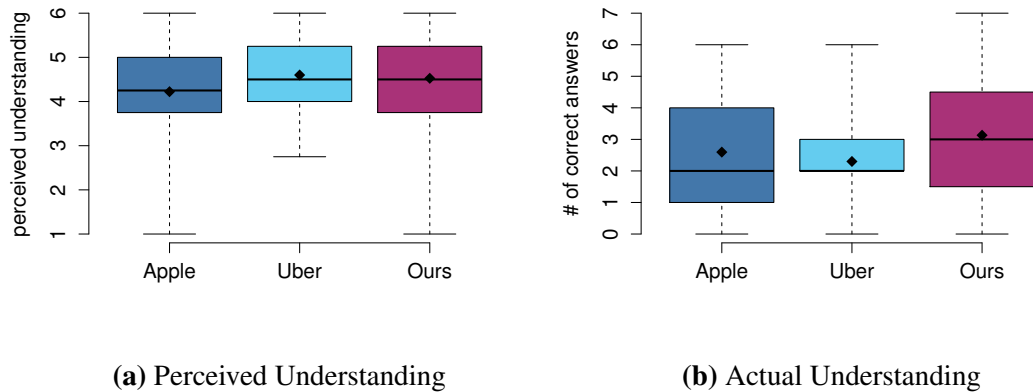 perceived understanding
6
5
4
3
2
1
Apple Uber Ours
(a) Perceived Understanding
# of correct answers
7
6
5
4
3
2
1
0
Apple Uber Ours
(b) Actual Understanding